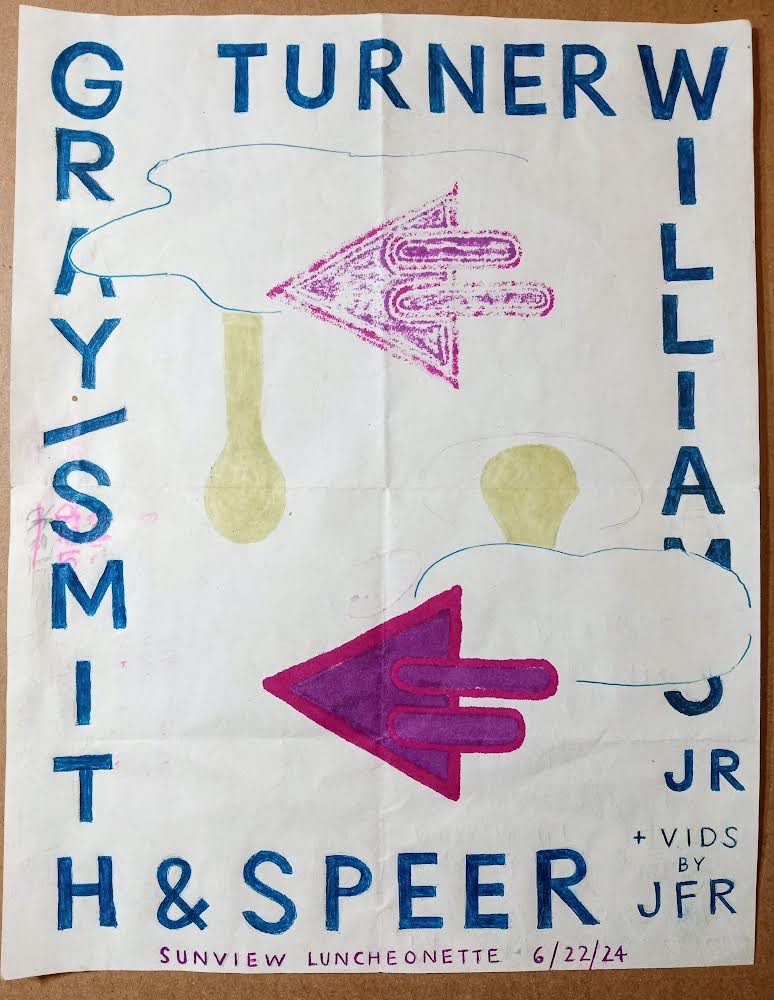 GRAY/SMITH & SPEER
TURNER WILLIAMS JR
+ VIDS
BY
JFR
SUNVIEW LUNCHEONETTE 6/22/24